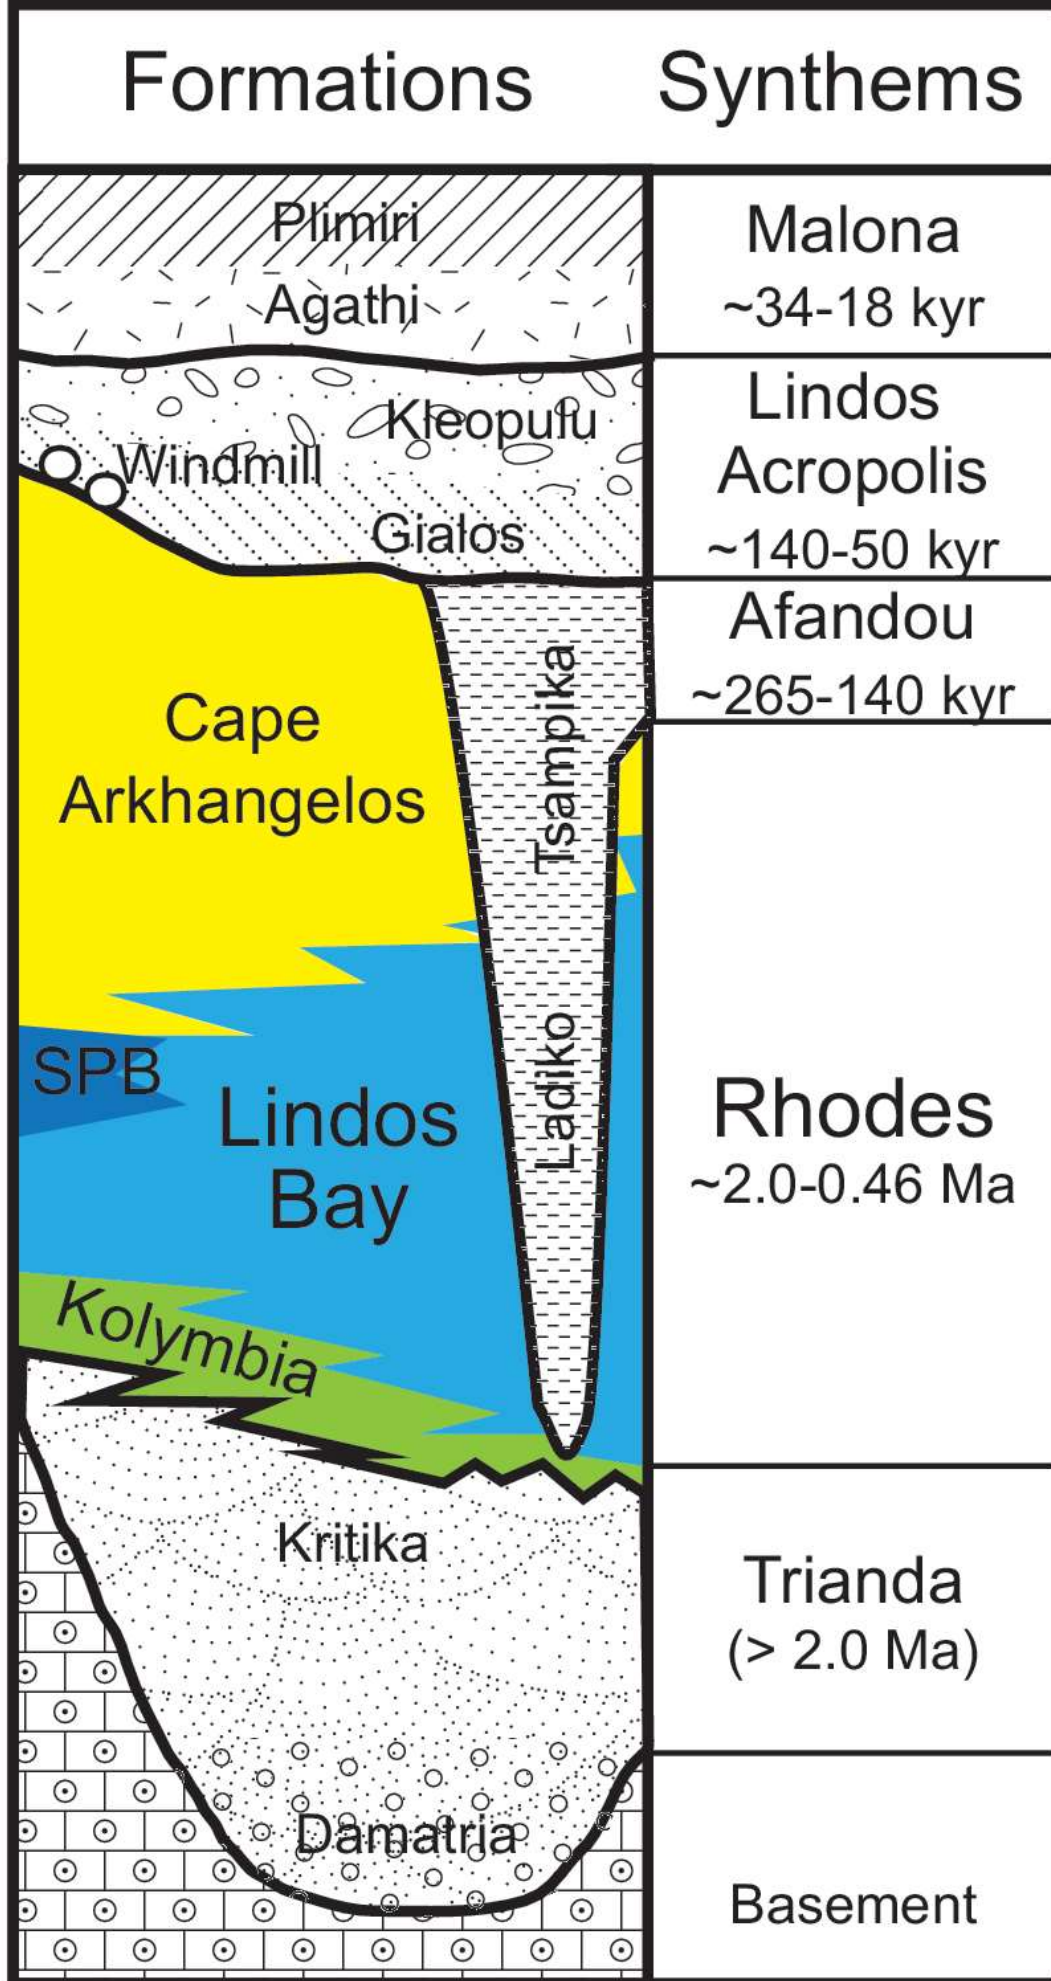 Formations Synthems
Plimiri
Agathi
Malona
~34-18 kyr
Kleopulu
Windmill
Gialos
Lindos
Acropolis
~140-50 kyr
Afandou
~265-140 kyr
Cape
Arkhangelos
Tsampika
Ladiko
SPB
Lindos
Bay
Kolymbia
Rhodes
~2.0-0.46 Ma
Kritika
Damatria
Trianda
(> 2.0 Ma)
Basement